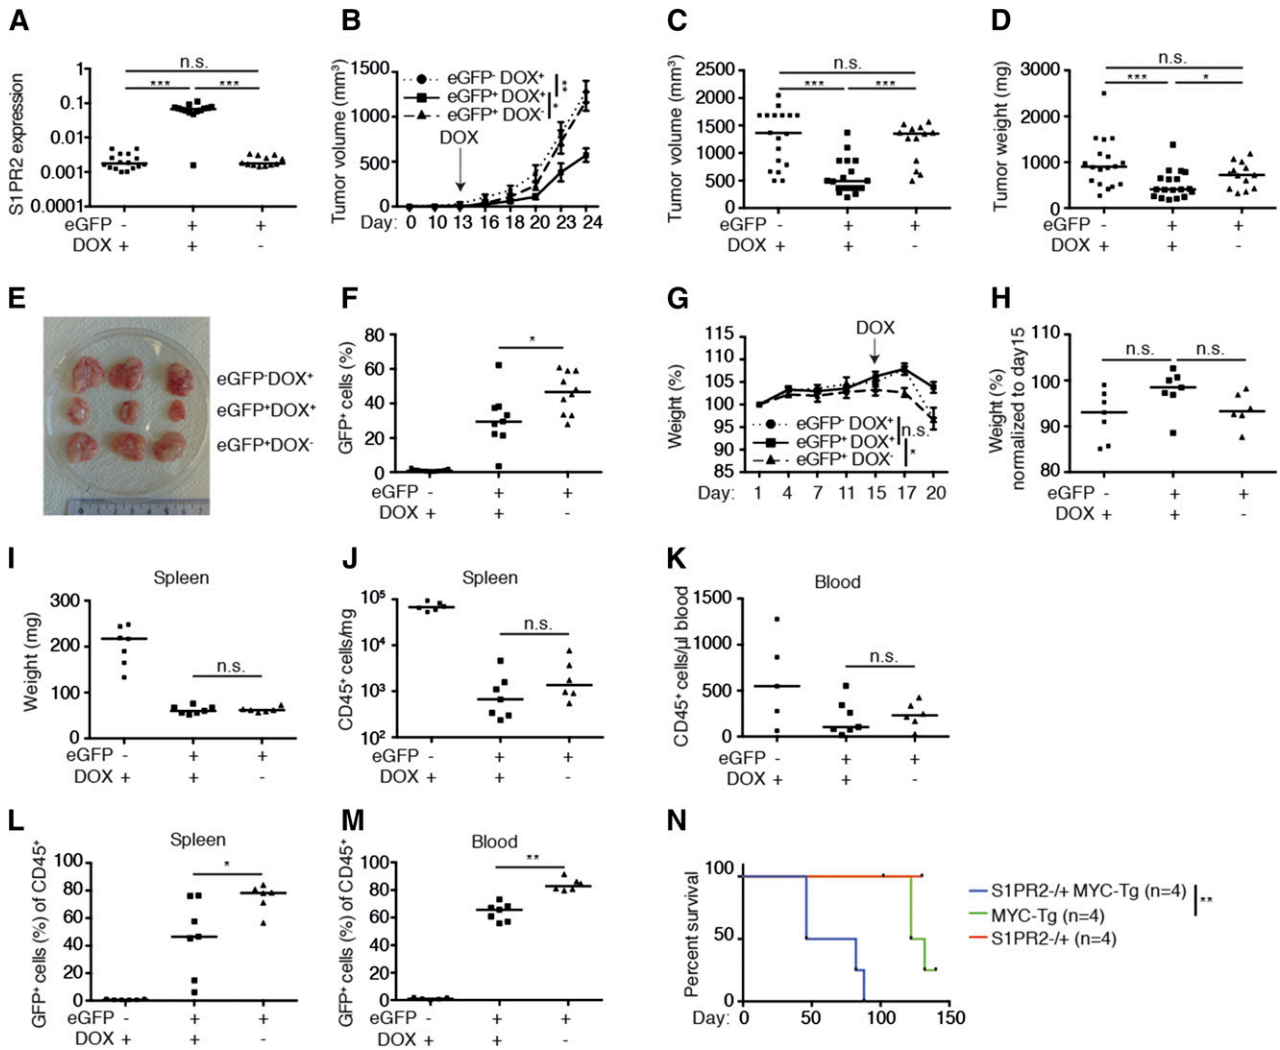 A
n.s.
*** ***
S1PR2 expression
1
0.1
0.01
0.001
0.0001
eGFP - + +
DOX + + -
B
Tumor volume (mm³)
1500
1000
500
0
eGFP⁻ DOX⁺
eGFP⁺ DOX⁺
eGFP⁺ DOX⁻
**
*
DOX
Day: 0 10 13 16 18 20 23 24
C
n.s.
*** ***
Tumor volume (mm³)
2500
2000
1500
1000
500
0
eGFP - + +
DOX + + -
D
n.s.
*** *
Tumor weight (mg)
3000
2000
1000
0
eGFP - + +
DOX + + -
E
eGFP⁻DOX⁺
eGFP⁺DOX⁺
eGFP⁺DOX⁻
0 1 2 3 4 5 6 7
F
*
GFP⁺ cells (%)
80
60
40
20
0
eGFP - + +
DOX + + -
G
Weight (%)
115
110
105
100
95
90
85
DOX
eGFP⁻ DOX⁺
eGFP⁺ DOX⁺
eGFP⁺ DOX⁻
n.s.
*
Day: 1 4 7 11 15 17 20
H
n.s. n.s.
Weight (%)
normalized to day15
110
100
90
80
eGFP - + +
DOX + + -
I
Spleen
n.s.
Weight (mg)
300
200
100
0
eGFP - + +
DOX + + -
J
Spleen
n.s.
CD45⁺ cells/mg
10⁵
10⁴
10³
10²
eGFP - + +
DOX + + -
K
Blood
n.s.
CD45⁺ cells/µl blood
1500
1000
500
0
eGFP - + +
DOX + + -
L
Spleen
*
GFP⁺ cells (%) of CD45⁺
100
80
60
40
20
0
eGFP - + +
DOX + + -
M
Blood
**
GFP⁺ cells (%) of CD45⁺
100
80
60
40
20
0
eGFP - + +
DOX + + -
N
Percent survival
100
50
0
Day: 0 50 100 150
S1PR2-/+ MYC-Tg (n=4)
MYC-Tg (n=4)
S1PR2-/+ (n=4)
**